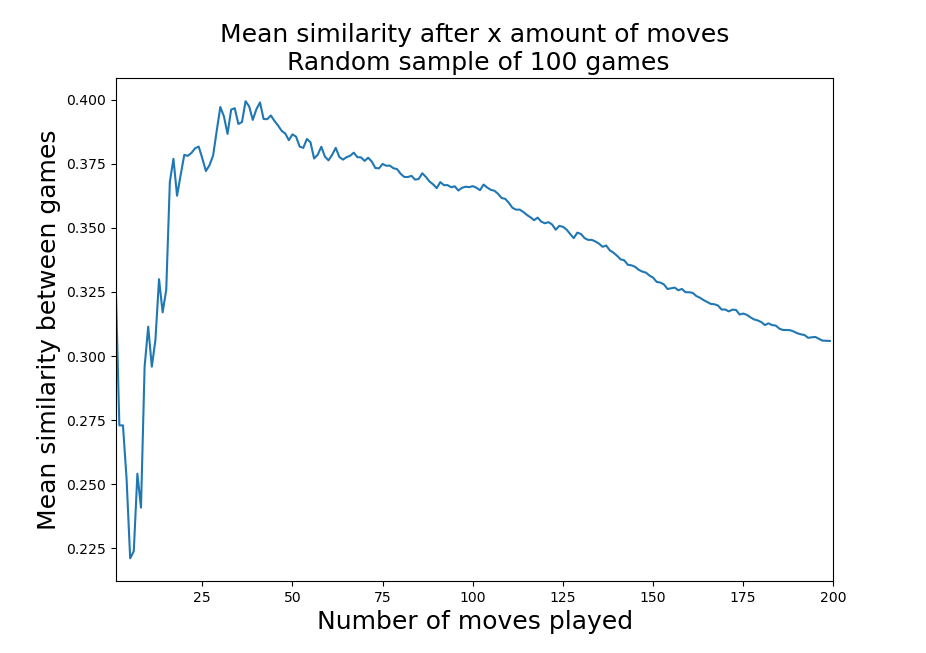 Mean similarity after x amount of moves
Random sample of 100 games
Mean similarity between games
0.400
0.375
0.350
0.325
0.300
0.275
0.250
0.225
25 50 75 100 125 150 175 200
Number of moves played